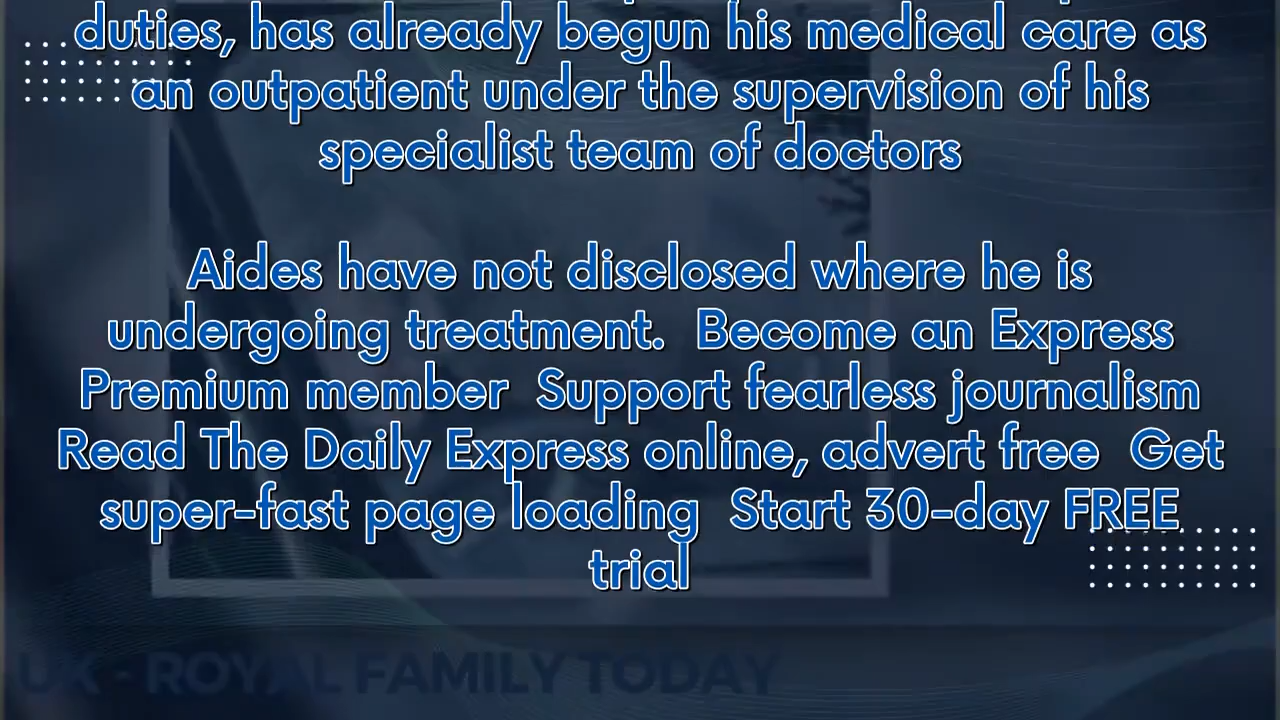 duties, has already begun his medical care as
an outpatient under the supervision of his
specialist team of doctors
Aides have not disclosed where he is
undergoing treatment.  Become an Express
Premium member  Support fearless journalism
Read The Daily Express online, advert free  Get
super-fast page loading  Start 30-day FREE
trial
UK - ROYAL FAMILY TODAY